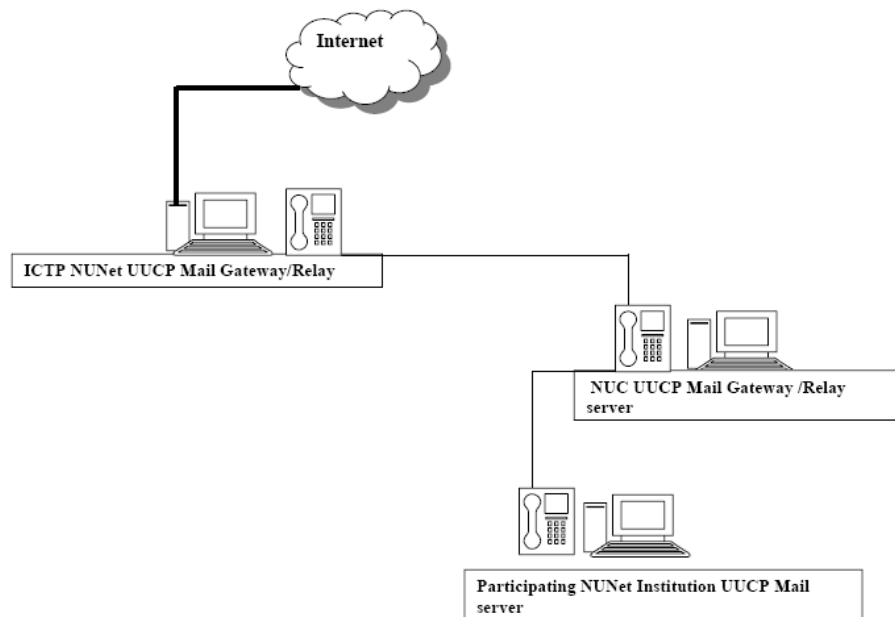 Internet
ICTP NUNet UUCP Mail Gateway/Relay
NUC UUCP Mail Gateway /Relay
server
Participating NUNet Institution UUCP Mail
server